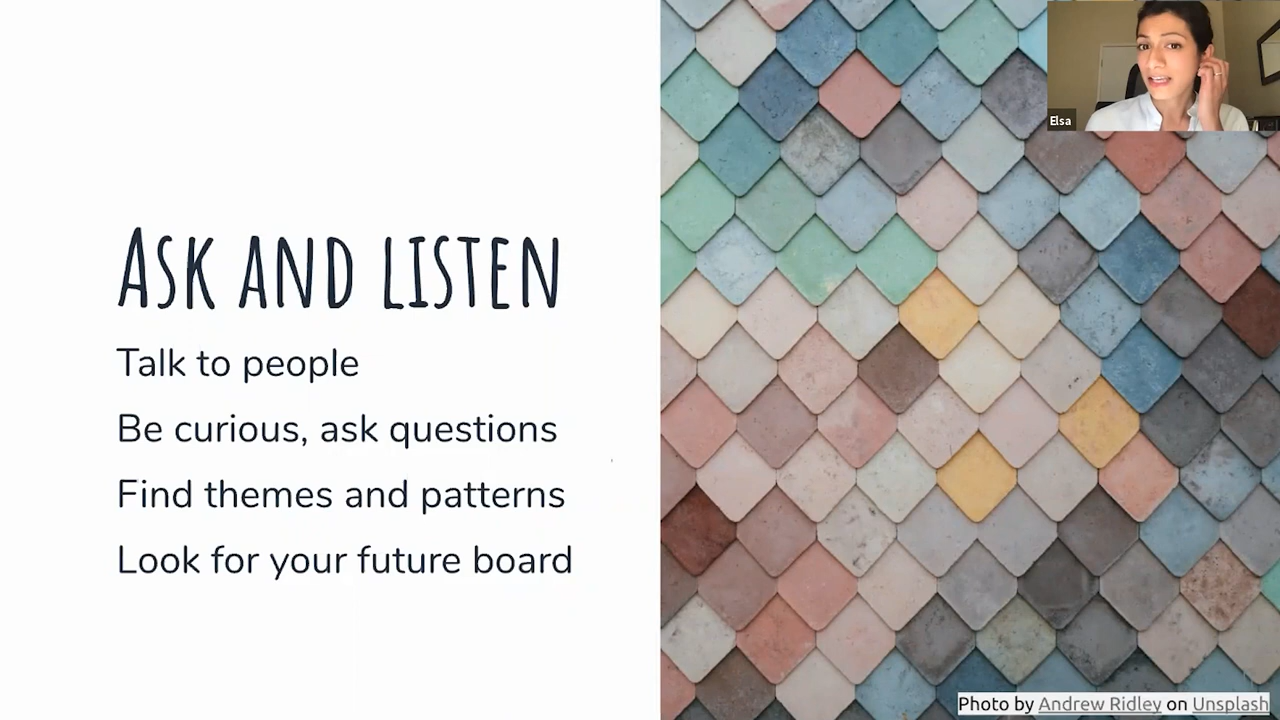 Elsa
Ask and listen
Talk to people
Be curious, ask questions
Find themes and patterns
Look for your future board
Photo by Andrew Ridley on Unsplash